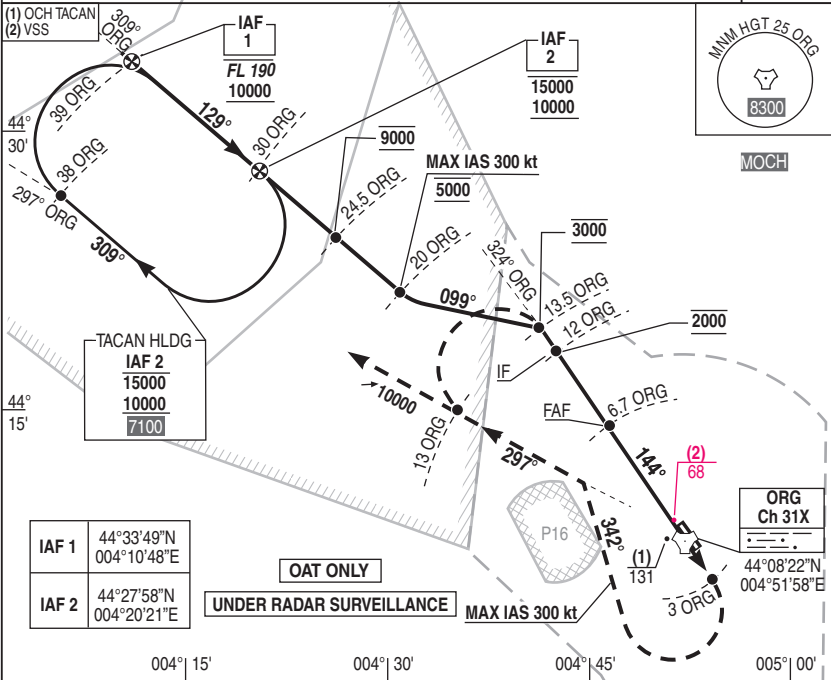 (1) OCH TACAN
(2) VSS
309°
ORG
IAF
1
FL 190
10000
IAF
2
15000
10000
MNM HGT 25 ORG
8300
MOCH
39 ORG
129°
30 ORG
9000
44°
30'
38 ORG
24.5 ORG
MAX IAS 300 kt
5000
297° ORG
309°
20 ORG
324° ORG
3000
099°
13.5 ORG
12 ORG
2000
TACAN HLDG
IAF 2
15000
10000
7100
IF
→10000
44°
15'
FAF
6.7 ORG
13 ORG
297°
144°
(2)
68
ORG
Ch 31X
44°08'22"N
004°51'58"E
P16
342°
(1)
131
3 ORG
IAF 1
44°33'49"N
004°10'48"E
IAF 2
44°27'58"N
004°20'21"E
OAT ONLY
UNDER RADAR SURVEILLANCE
MAX IAS 300 kt
004°15'
004°30'
004°45'
005°00'